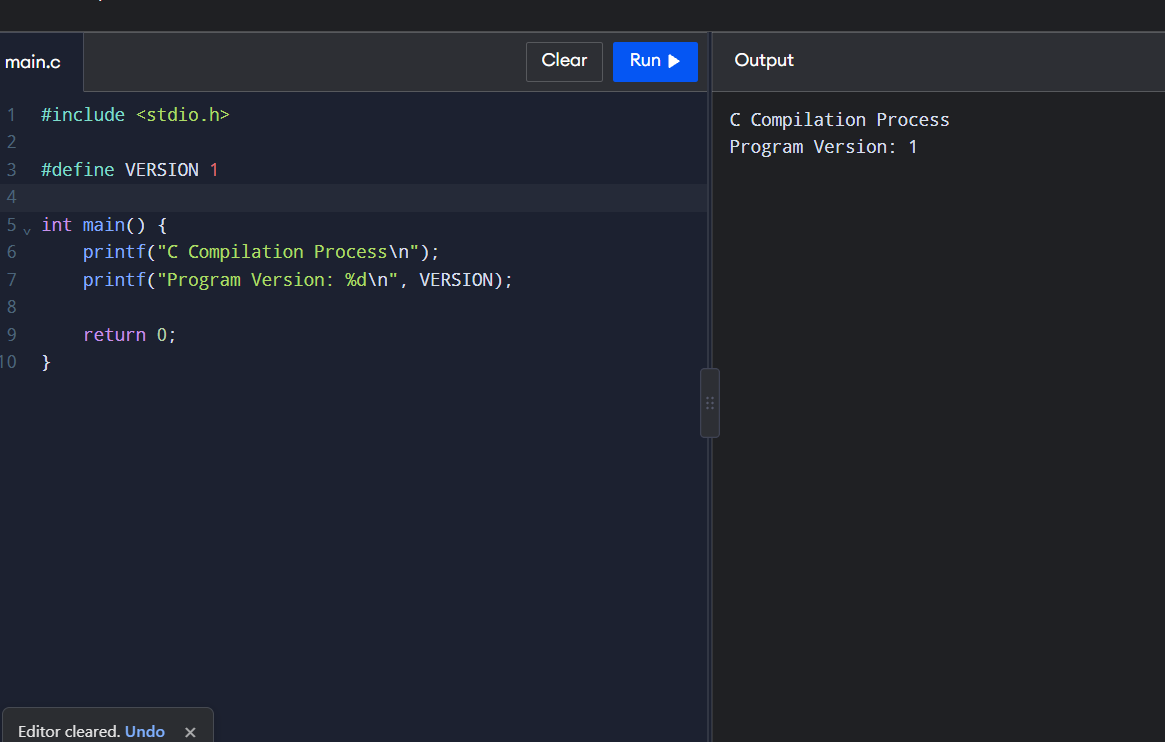 main.c
Clear
Run
Output
1 #include <stdio.h>
2
3 #define VERSION 1
4
5 int main() {
6     printf("C Compilation Process\n");
7     printf("Program Version: %d\n", VERSION);
8
9     return 0;
10 }
C Compilation Process
Program Version: 1
Editor cleared. Undo ×